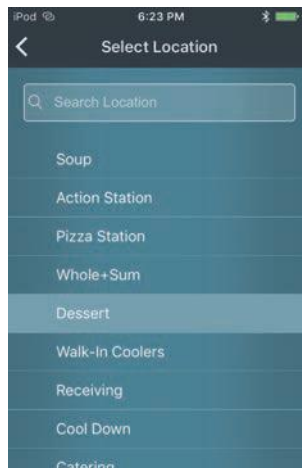 iPod 6:23 PM
Select Location
Search Location
Soup
Action Station
Pizza Station
Whole+Sum
Dessert
Walk-In Coolers
Receiving
Cool Down
Catering